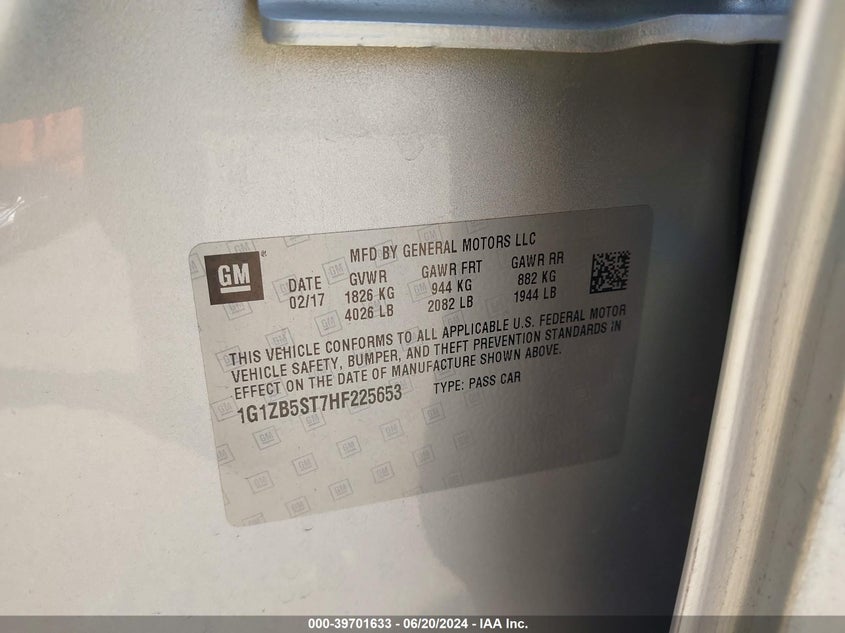 GM
MFD BY GENERAL MOTORS LLC
DATE GVWR GAWR FRT GAWR RR
02/17 1826 KG 944 KG 882 KG
4026 LB 2082 LB 1944 LB
THIS VEHICLE CONFORMS TO ALL APPLICABLE U.S. FEDERAL MOTOR
VEHICLE SAFETY, BUMPER, AND THEFT PREVENTION STANDARDS IN
EFFECT ON THE DATE OF MANUFACTURE SHOWN ABOVE.
1G1ZB5ST7HF225653 TYPE: PASS CAR
000-39701633 - 06/20/2024 - IAA Inc.